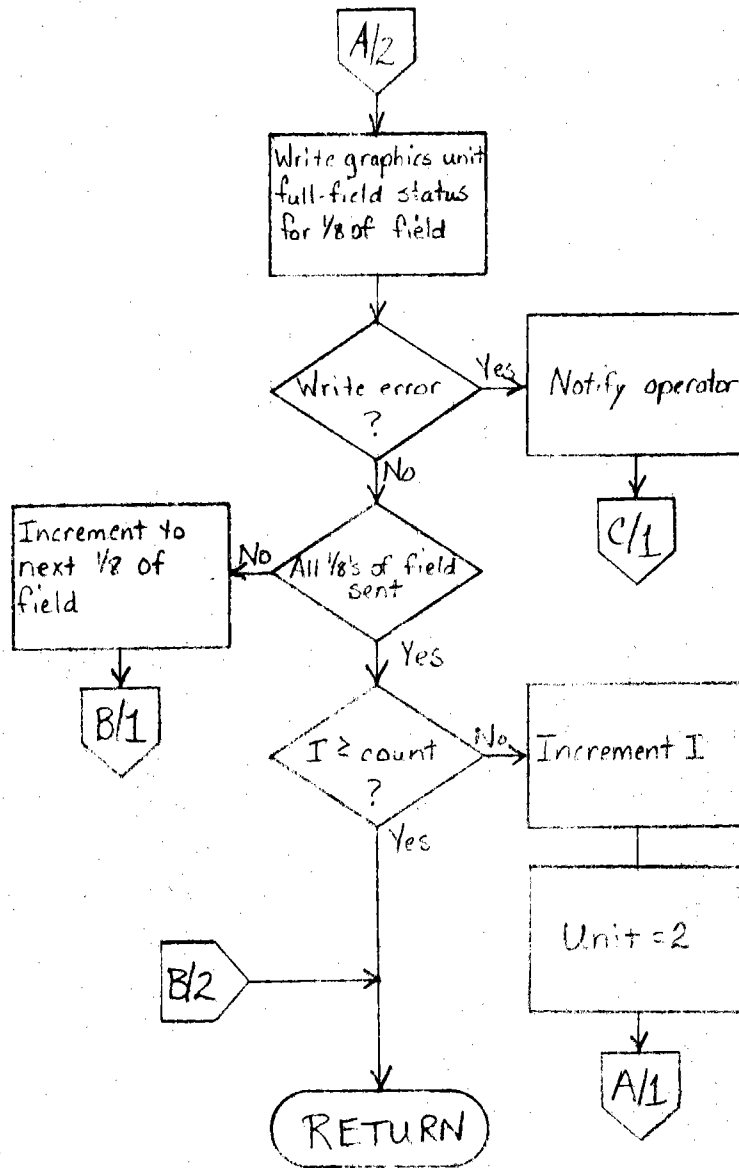 A/2
Write graphics unit
full-field status
for 1/8 of field
Write error
?
Yes
Notify operator
C/1
No
All 1/8's of field
sent
No
Increment to
next 1/8 of
field
B/1
Yes
I ≥ count
?
No
Increment I
Unit = 2
A/1
Yes
B/2
RETURN